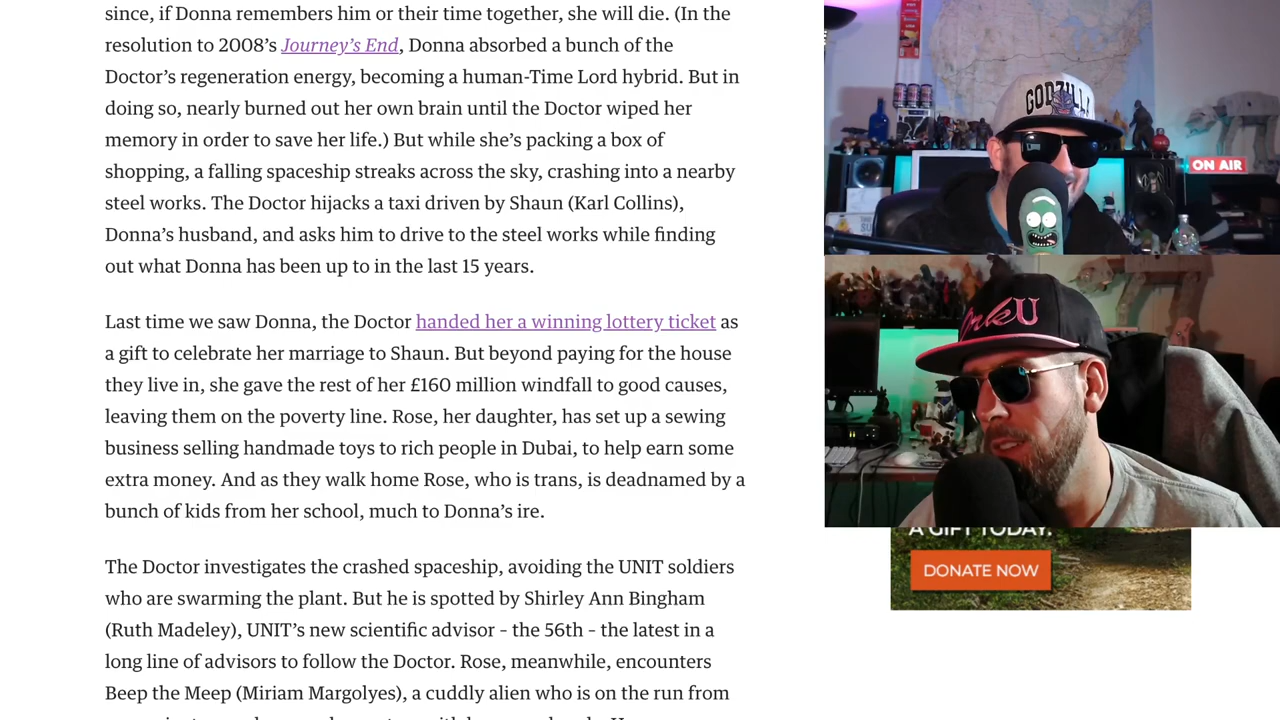 since, if Donna remembers him or their time together, she will die. (In the
resolution to 2008’s Journey’s End, Donna absorbed a bunch of the
Doctor’s regeneration energy, becoming a human-Time Lord hybrid. But in
doing so, nearly burned out her own brain until the Doctor wiped her
memory in order to save her life.) But while she’s packing a box of
shopping, a falling spaceship streaks across the sky, crashing into a nearby
steel works. The Doctor hijacks a taxi driven by Shaun (Karl Collins),
Donna’s husband, and asks him to drive to the steel works while finding
out what Donna has been up to in the last 15 years.
Last time we saw Donna, the Doctor handed her a winning lottery ticket as
a gift to celebrate her marriage to Shaun. But beyond paying for the house
they live in, she gave the rest of her £160 million windfall to good causes,
leaving them on the poverty line. Rose, her daughter, has set up a sewing
business selling handmade toys to rich people in Dubai, to help earn some
extra money. And as they walk home Rose, who is trans, is deadnamed by a
bunch of kids from her school, much to Donna’s ire.
The Doctor investigates the crashed spaceship, avoiding the UNIT soldiers
who are swarming the plant. But he is spotted by Shirley Ann Bingham
(Ruth Madeley), UNIT’s new scientific advisor – the 56th – the latest in a
long line of advisors to follow the Doctor. Rose, meanwhile, encounters
Beep the Meep (Miriam Margolyes), a cuddly alien who is on the run from
GODZILLA
ON AIR
A GIFT TODAY.
DONATE NOW